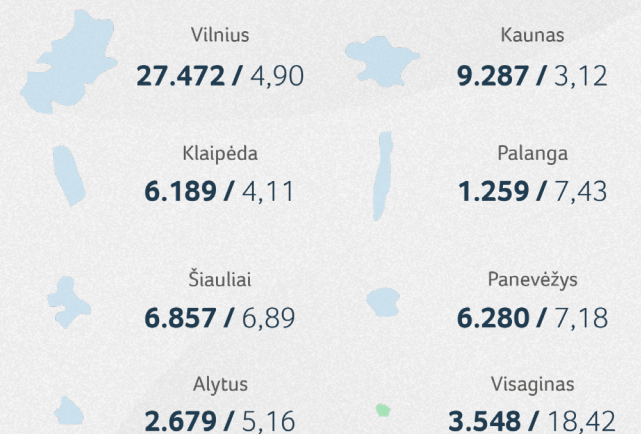 Vilnius
27.472 / 4,90
Kaunas
9.287 / 3,12
Klaipėda
6.189 / 4,11
Palanga
1.259 / 7,43
Šiauliai
6.857 / 6,89
Panevėžys
6.280 / 7,18
Alytus
2.679 / 5,16
Visaginas
3.548 / 18,42